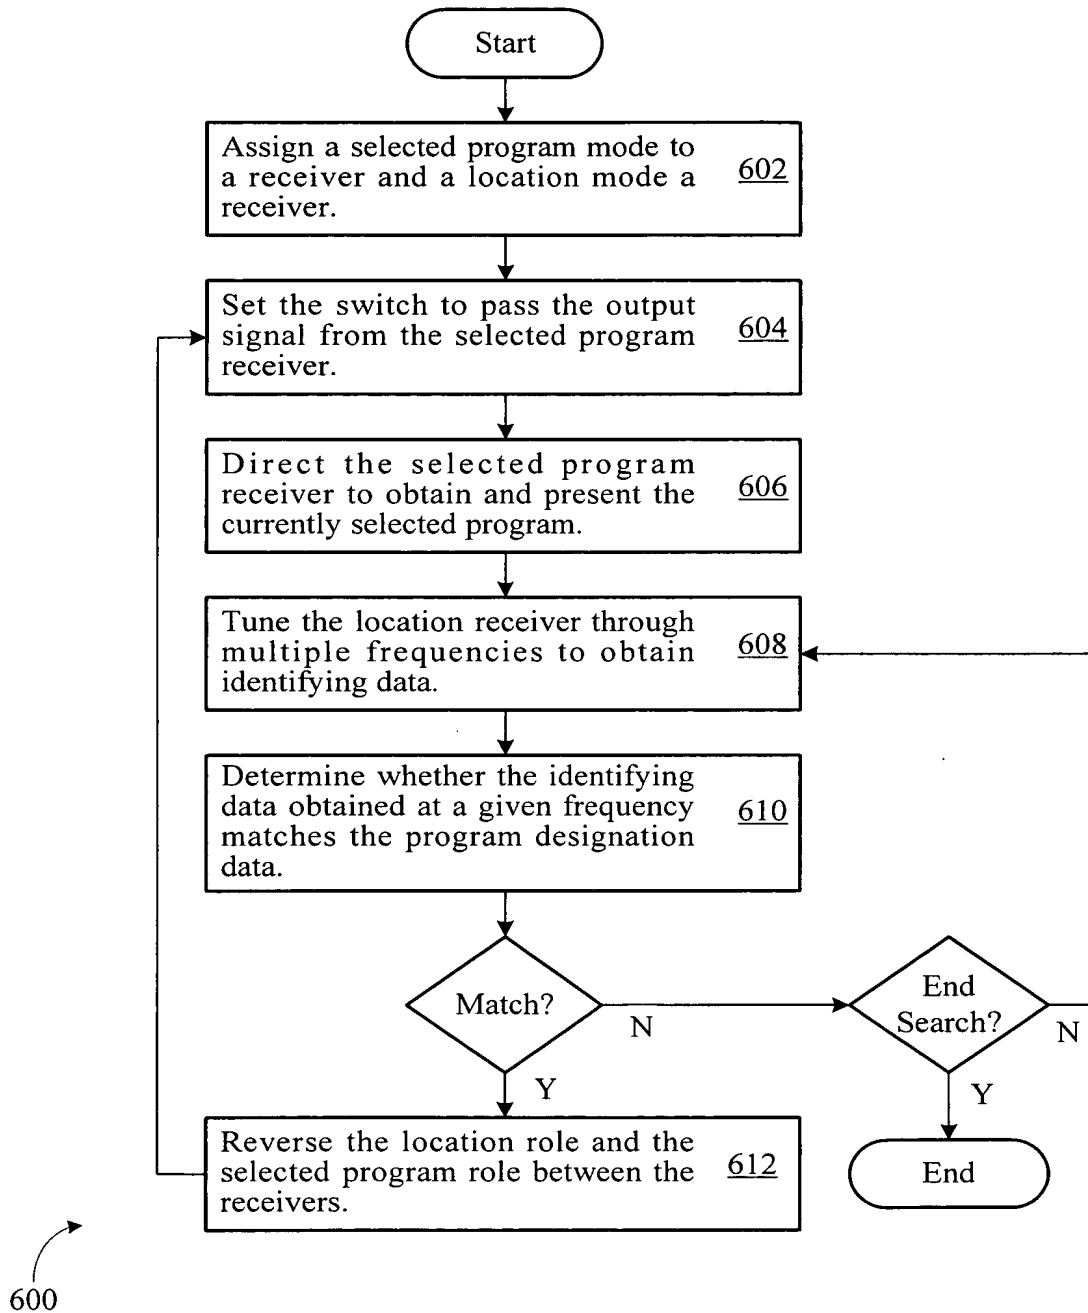 Start
Assign a selected program mode to
a receiver and a location mode a
receiver.
602
Set the switch to pass the output
signal from the selected program
receiver.
604
Direct the selected program
receiver to obtain and present the
currently selected program.
606
Tune the location receiver through
multiple frequencies to obtain
identifying data.
608
Determine whether the identifying
data obtained at a given frequency
matches the program designation
data.
610
Match?
N
End
Search?
N
Y
Y
Reverse the location role and the
selected program role between the
receivers.
612
End
600